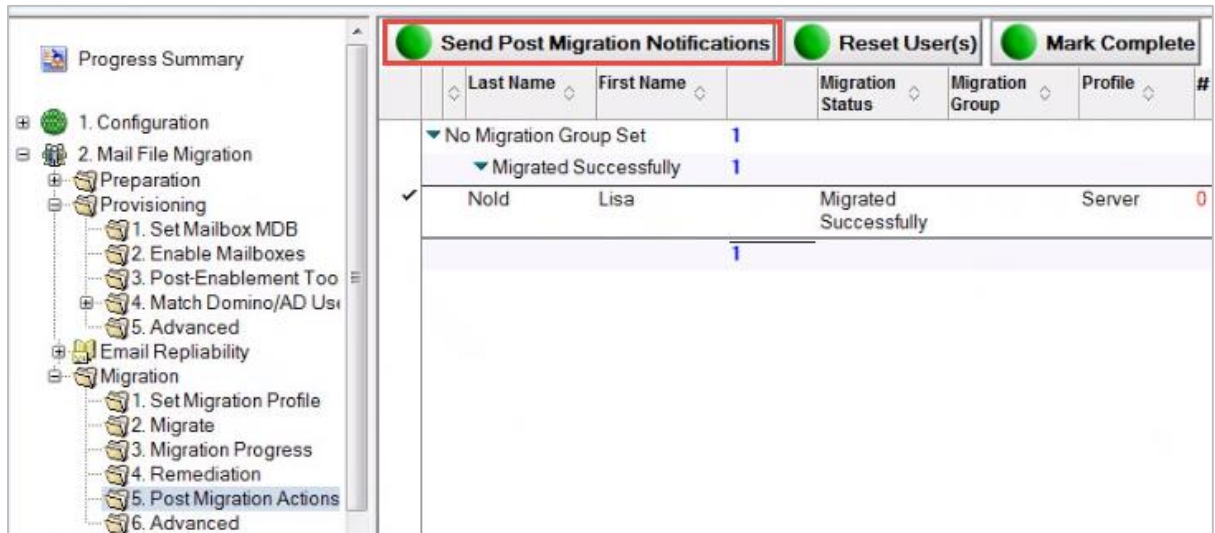 Progress Summary
1. Configuration
2. Mail File Migration
Preparation
Provisioning
1. Set Mailbox MDB
2. Enable Mailboxes
3. Post-Enablement Too
4. Match Domino/AD Use
5. Advanced
Email Repliability
Migration
1. Set Migration Profile
2. Migrate
3. Migration Progress
4. Remediation
5. Post Migration Actions
6. Advanced
Send Post Migration Notifications Reset User(s) Mark Complete
Last Name First Name Migration Status Migration Group Profile #
No Migration Group Set 1
Migrated Successfully 1
Nold Lisa Migrated Successfully Server 0
1